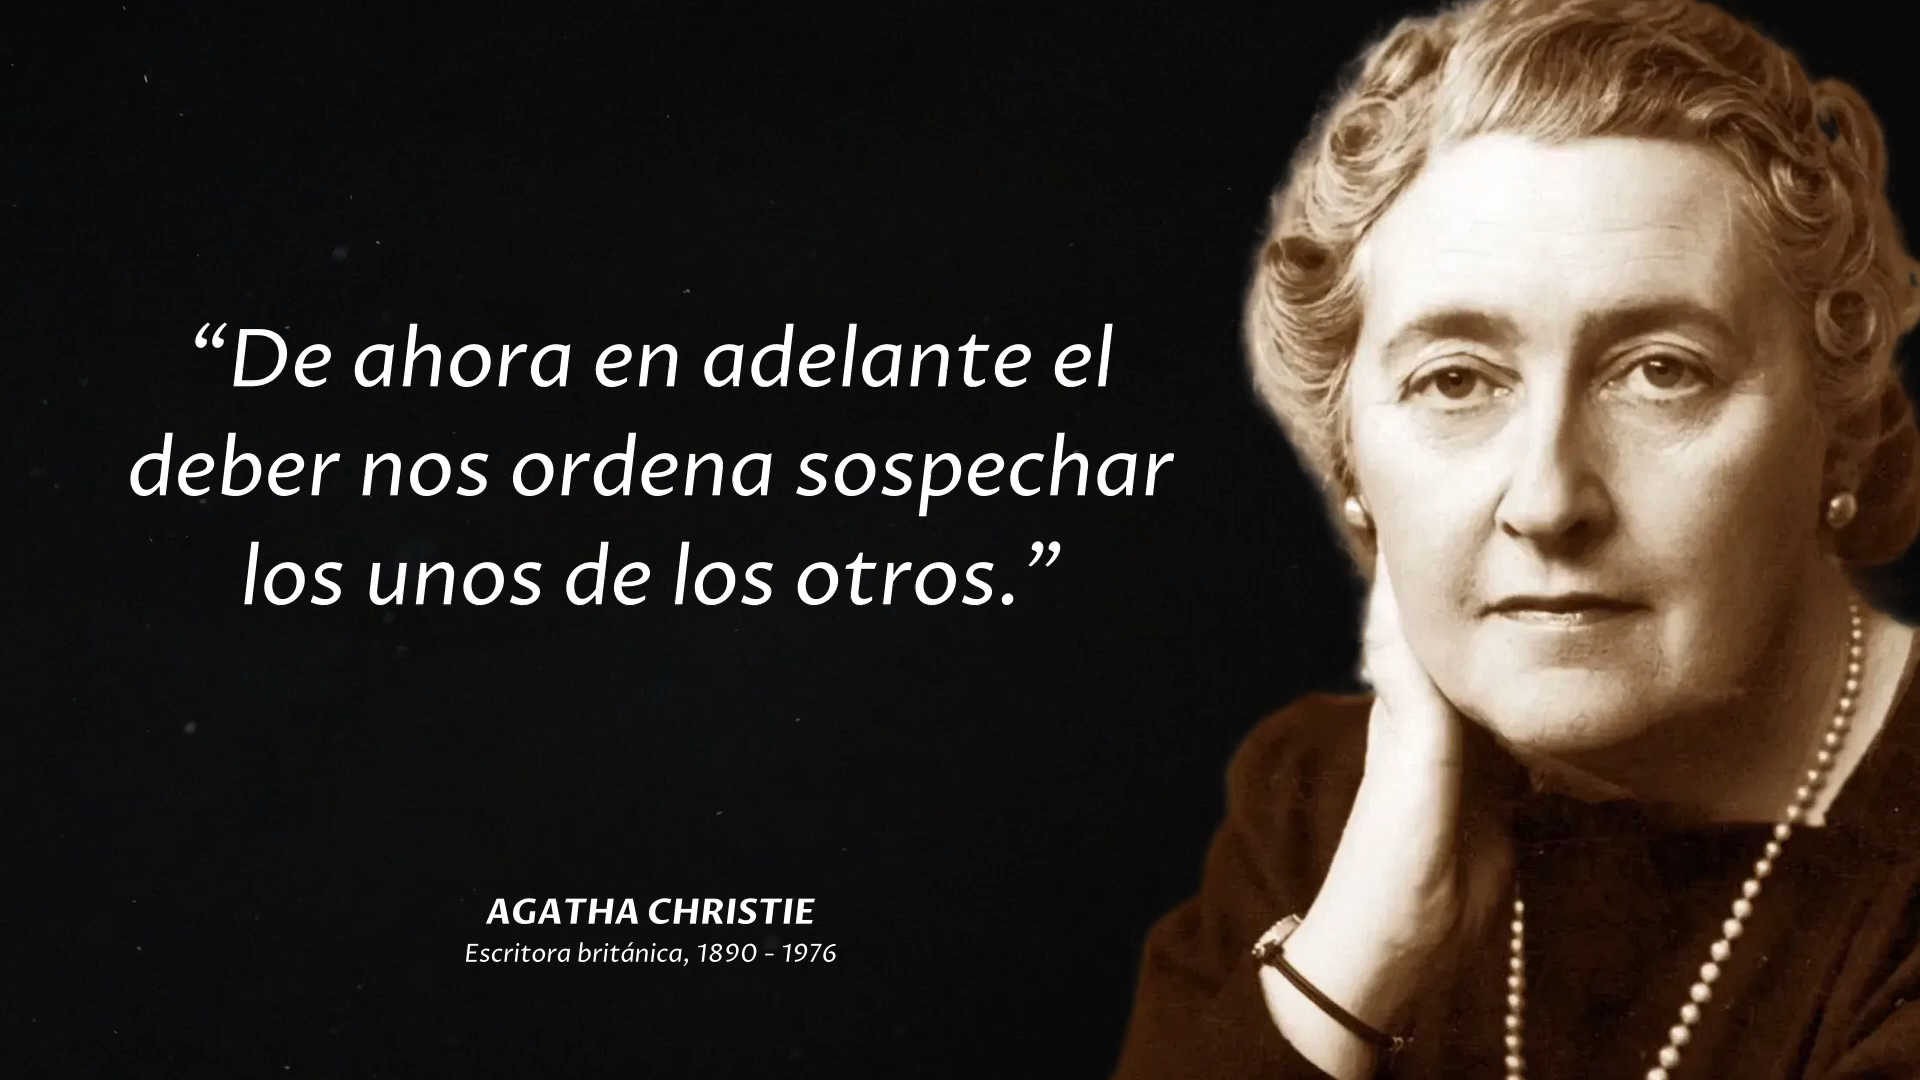 “De ahora en adelante el
deber nos ordena sospechar
los unos de los otros.”
AGATHA CHRISTIE
Escritora británica, 1890 - 1976